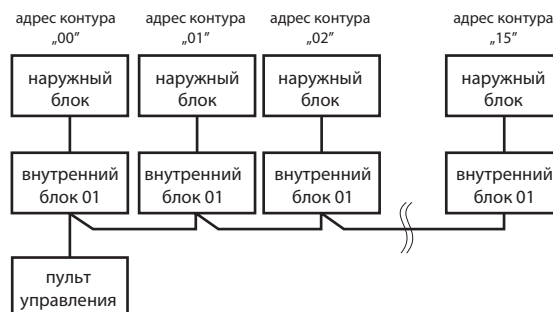 адрес контура
„00”
адрес контура
„01”
адрес контура
„02”
адрес контура
„15”
наружный
блок
наружный
блок
наружный
блок
наружный
блок
внутренний
блок 01
внутренний
блок 01
внутренний
блок 01
внутренний
блок 01
пульт
управления